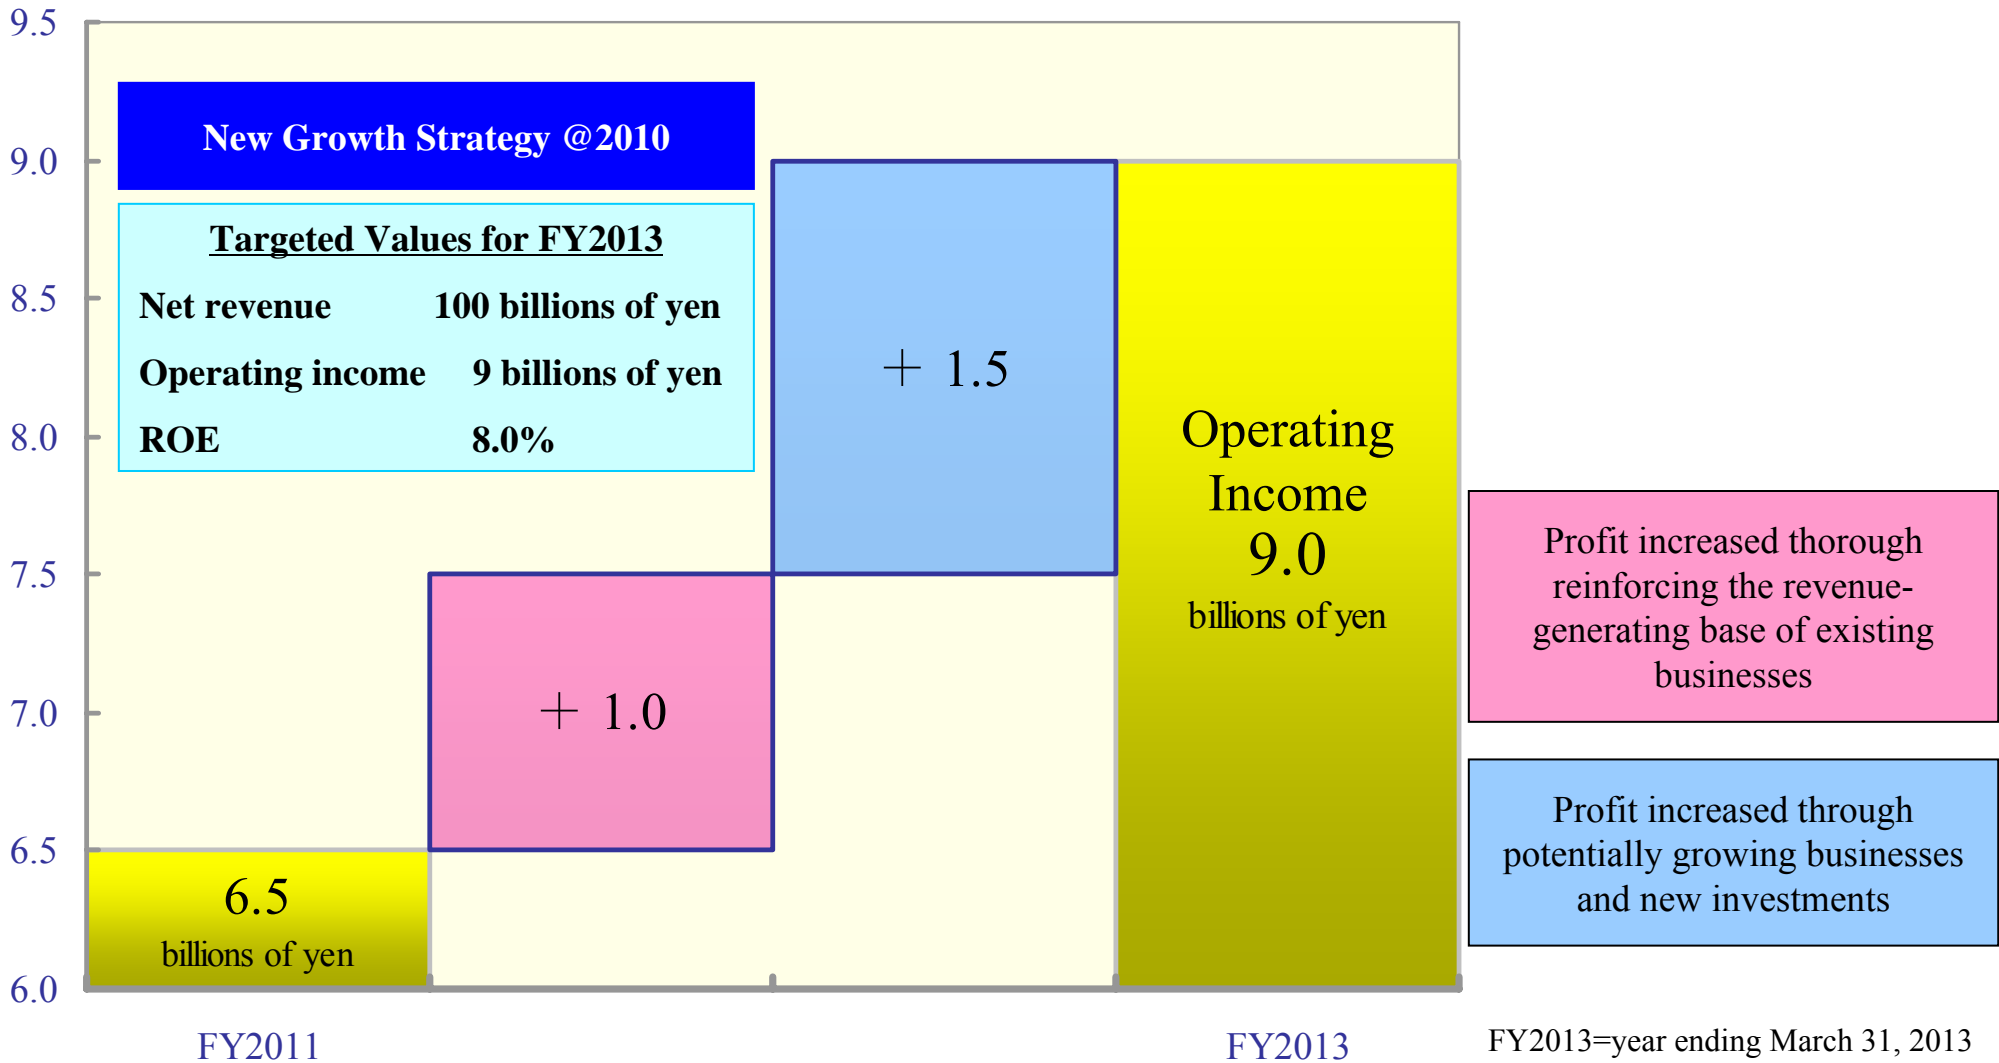 9.5
9.0
8.5
8.0
7.5
7.0
6.5
6.0
New Growth Strategy @2010
Targeted Values for FY2013
Net revenue 100 billions of yen
Operating income 9 billions of yen
ROE 8.0%
6.5
billions of yen
+ 1.0
+ 1.5
Operating
Income
9.0
billions of yen
FY2011
FY2013
Profit increased thorough
reinforcing the revenue-
generating base of existing
businesses
Profit increased through
potentially growing businesses
and new investments
FY2013=year ending March 31, 2013